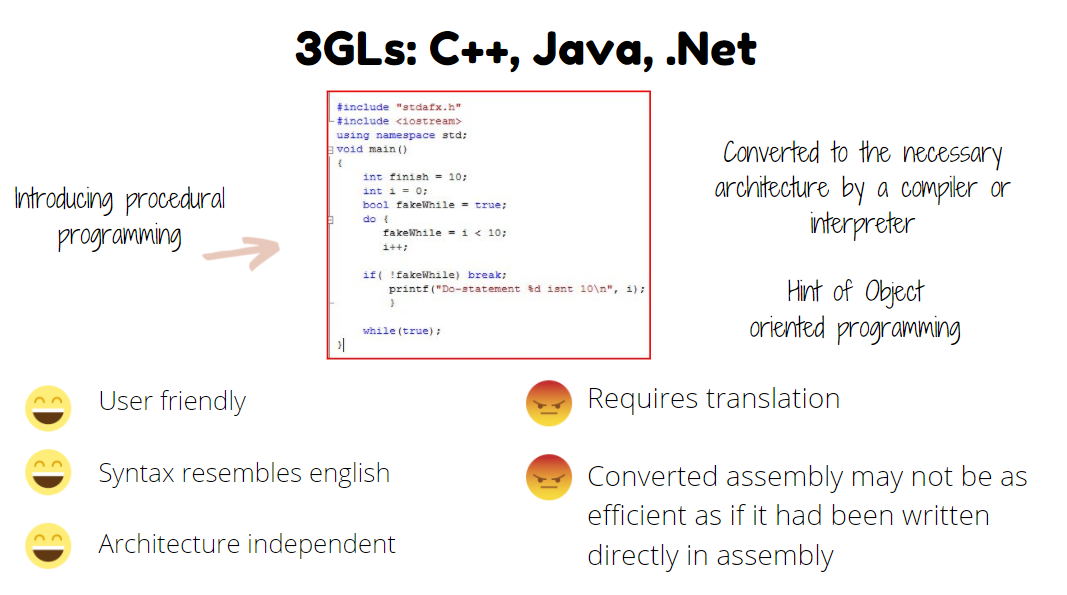 3GLs: C++, Java, .Net
Introducing procedural
programming
#include "stdafx.h"
#include <iostream>
using namespace std;
void main()
{
int finish = 10;
int i = 0;
bool fakeWhile = true;
do {
fakeWhile = i < 10;
i++;
if( !fakeWhile) break;
printf("Do-statement %d isnt 10\n", i);
}
while(true);
}
Converted to the necessary
architecture by a compiler or
interpreter
Hint of Object
oriented programming
User friendly
Syntax resembles english
Architecture independent
Requires translation
Converted assembly may not be as
efficient as if it had been written
directly in assembly